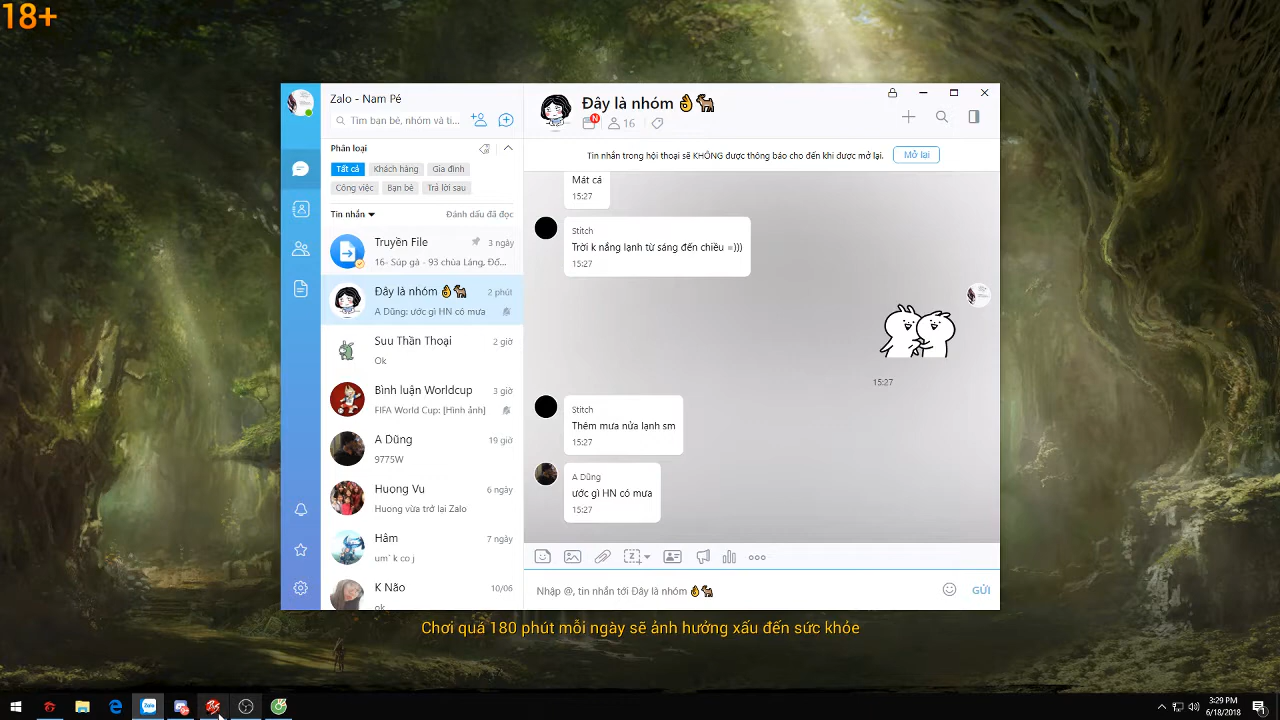 18+
Zalo - Nam Pé
Tìm bạn bè, nhóm và ti...
Phân loại
Tất cả Khách hàng Gia đình
Công việc Bạn bè Trả lời sau
Tin nhắn Đánh dấu đã đọc
Truyền File 3 ngày
16- Súp gà - 93 chùa Láng, Đố...
Đây là nhóm 👌🐐 2 phút
A Dũng: ước gì HN có mưa
Suu Thần Thoại 2 giờ
Ok
Bình luận Worldcup 3 giờ
FIFA World Cup: [Hình ảnh]
A Dũng 19 giờ
9775W
Huong Vu 6 ngày
Huong vừa trở lại Zalo
Hâm 7 ngày
um` k co j
K Não 10/06
ok
Đây là nhóm 👌🐐
N 16
Tin nhắn trong hội thoại sẽ KHÔNG được thông báo cho đến khi được mở lại. Mở lại
Mát cá
15:27
Stitch
Trời k nắng lạnh từ sáng đến chiều =)))
15:27
15:27
Stitch
Thêm mưa nửa lạnh sm
15:27
A Dũng
ước gì HN có mưa
15:27
Nhập @, tin nhắn tới Đây là nhóm 👌🐐 GỬI
Chơi quá 180 phút mỗi ngày sẽ ảnh hưởng xấu đến sức khỏe
Zalo
3:29 PM
6/18/2018